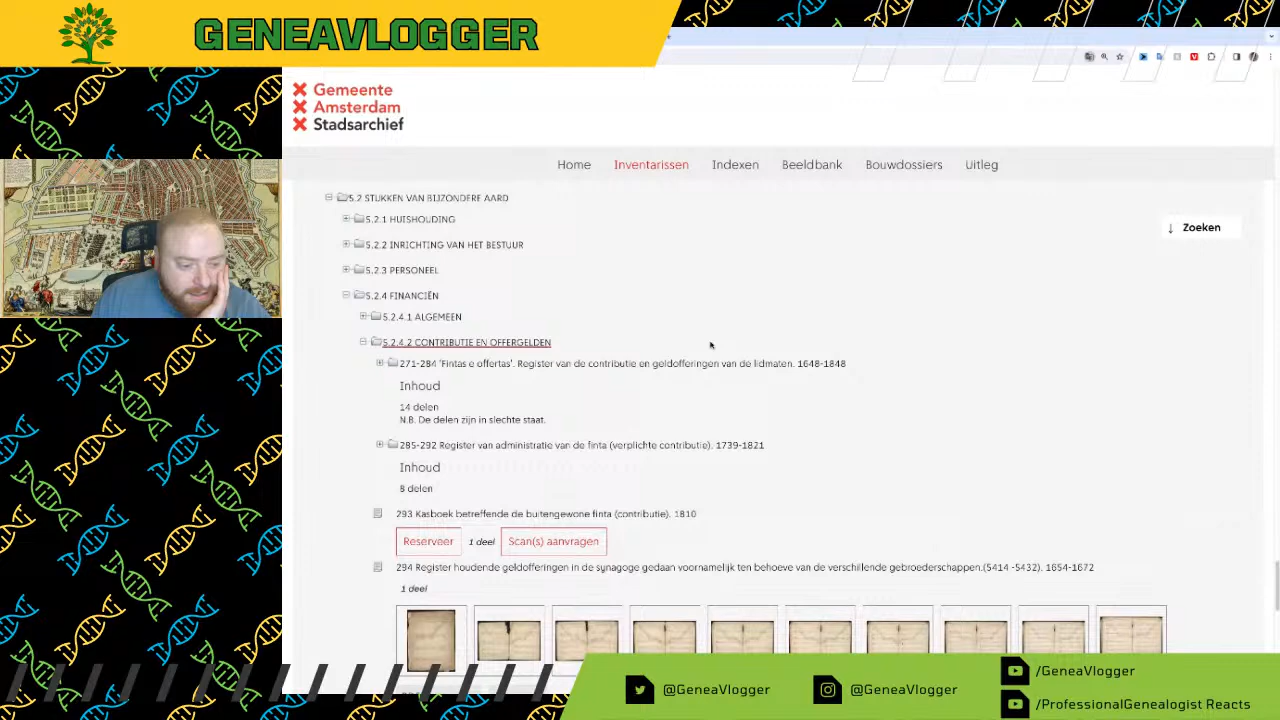 GENEAVLOGGER
Gemeente
Amsterdam
Stadsarchief
Home Inventarissen Indexen Beeldbank Bouwdossiers Uitleg
5.2 STUKKEN VAN BIJZONDERE AARD
5.2.1 HUISHOUDING
↓ Zoeken
5.2.2 INRICHTING VAN HET BESTUUR
5.2.3 PERSONEEL
5.2.4 FINANCIËN
5.2.4.1 ALGEMEEN
5.2.4.2 CONTRIBUTIE EN OFFERGELDEN
271-284 'Fintas e offertas'. Register van de contributie en geldofferingen van de lidmaten. 1648-1848
Inhoud
14 delen
N.B. De delen zijn in slechte staat.
285-292 Register van administratie van de finta (verplichte contributie). 1739-1821
Inhoud
8 delen
293 Kasboek betreffende de buitengewone finta (contributie). 1810
Reserveer 1 deel Scan(s) aanvragen
294 Register houdende geldofferingen in de synagoge gedaan voornamelijk ten behoeve van de verschillende gebroederschappen.(5414 -5432). 1654-1672
1 deel
@GeneaVlogger @GeneaVlogger /GeneaVlogger
/ProfessionalGenealogist Reacts